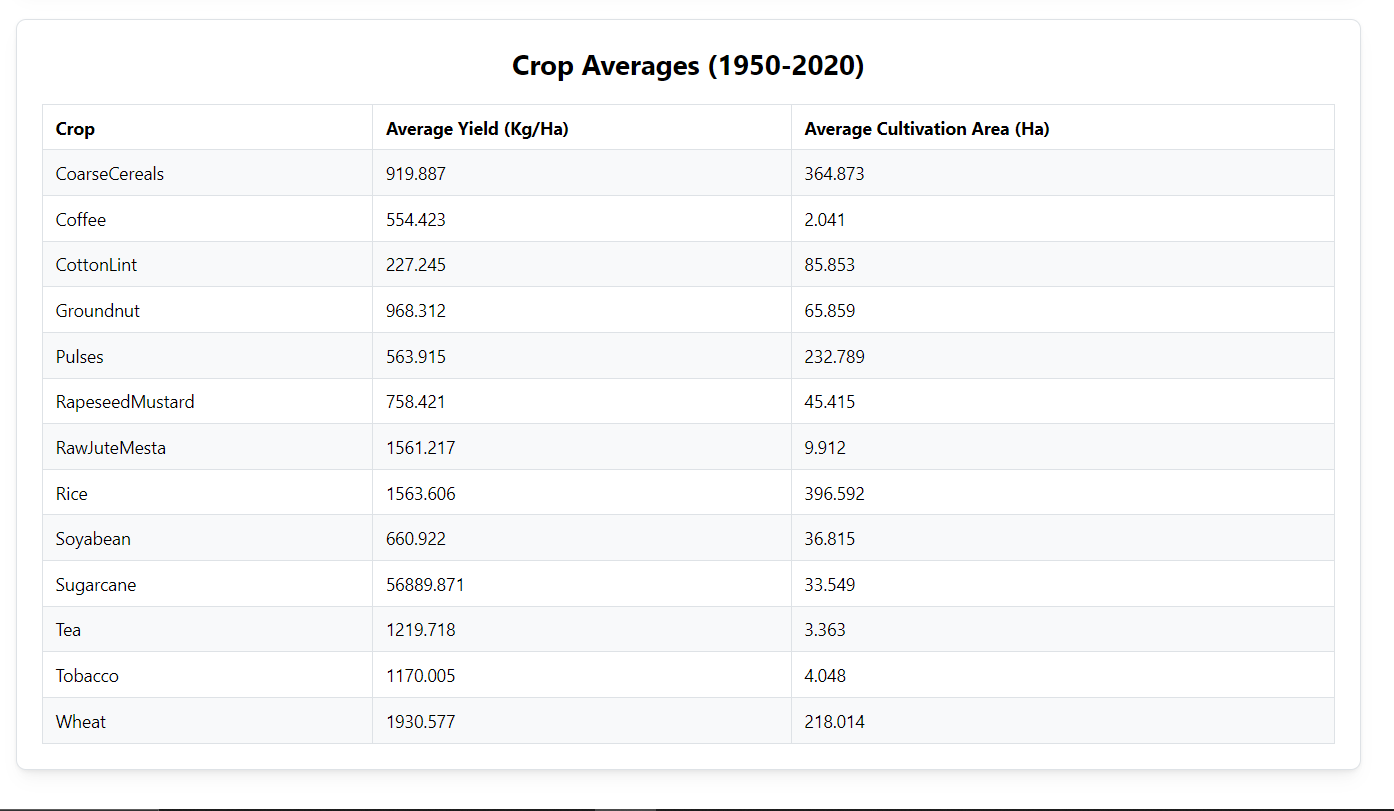 Crop Averages (1950-2020)
Crop Average Yield (Kg/Ha) Average Cultivation Area (Ha)
CoarseCereals 919.887 364.873
Coffee 554.423 2.041
CottonLint 227.245 85.853
Groundnut 968.312 65.859
Pulses 563.915 232.789
RapeseedMustard 758.421 45.415
RawJuteMesta 1561.217 9.912
Rice 1563.606 396.592
Soyabean 660.922 36.815
Sugarcane 56889.871 33.549
Tea 1219.718 3.363
Tobacco 1170.005 4.048
Wheat 1930.577 218.014